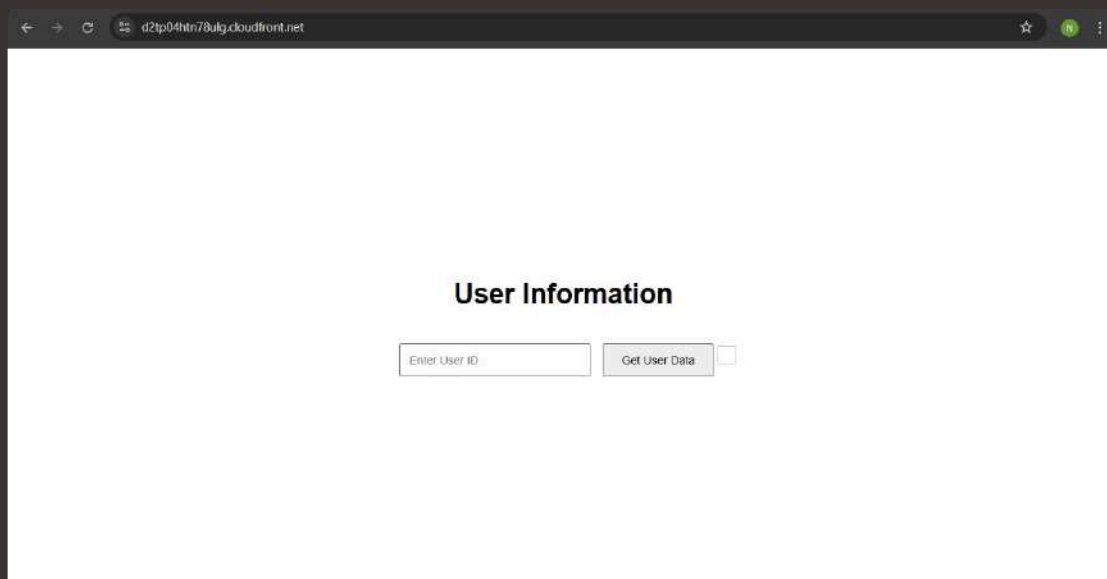 d2tp04htn78ulg.cloudfront.net
N
User Information
Enter User ID
Get User Data